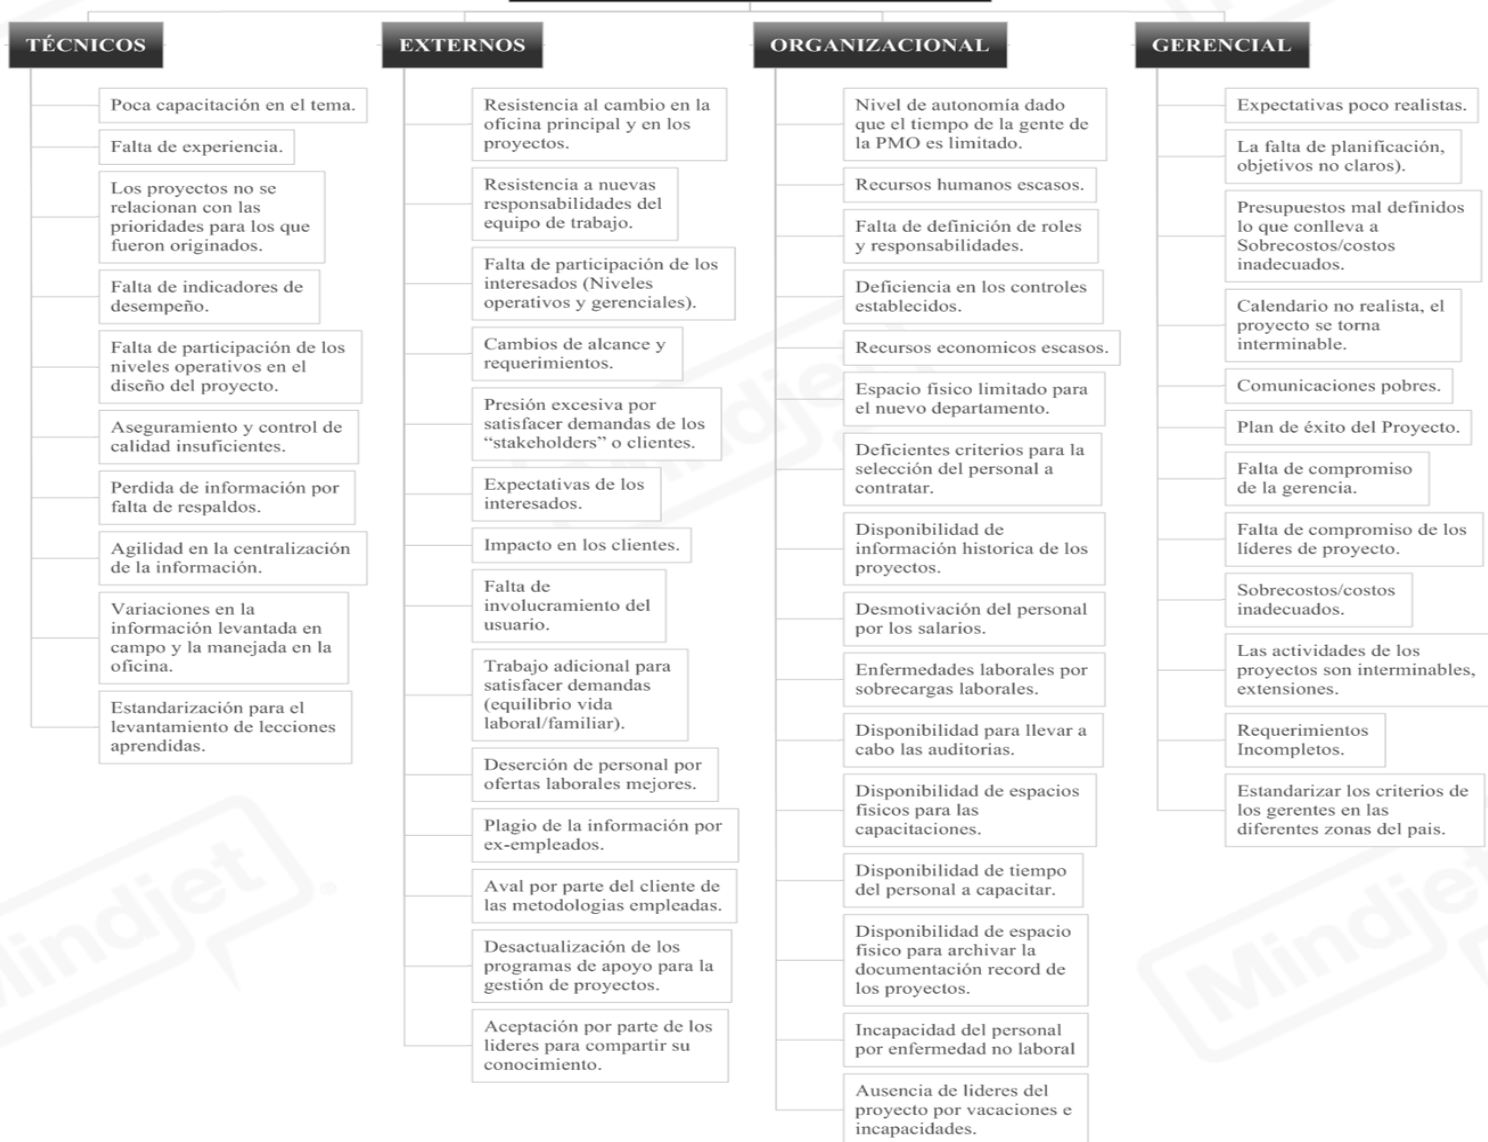 TÉCNICOS
Poca capacitación en el tema.
Falta de experiencia.
Los proyectos no se
relacionan con las
prioridades para los que
fueron originados.
Falta de indicadores de
desempeño.
Falta de participación de los
niveles operativos en el
diseño del proyecto.
Aseguramiento y control de
calidad insuficientes.
Perdida de información por
falta de respaldos.
Agilidad en la centralización
de la información.
Variaciones en la
información levantada en
campo y la manejada en la
oficina.
Estandarización para el
levantamiento de lecciones
aprendidas.
EXTERNOS
Resistencia al cambio en la
oficina principal y en los
proyectos.
Resistencia a nuevas
responsabilidades del
equipo de trabajo.
Falta de participación de los
interesados (Niveles
operativos y gerenciales).
Cambios de alcance y
requerimientos.
Presión excesiva por
satisfacer demandas de los
“stakeholders” o clientes.
Expectativas de los
interesados.
Impacto en los clientes.
Falta de
involucramiento del
usuario.
Trabajo adicional para
satisfacer demandas
(equilibrio vida
laboral/familiar).
Deserción de personal por
ofertas laborales mejores.
Plagio de la información por
ex-empleados.
Aval por parte del cliente de
las metodologias empleadas.
Desactualización de los
programas de apoyo para la
gestión de proyectos.
Aceptación por parte de los
lideres para compartir su
conocimiento.
ORGANIZACIONAL
Nivel de autonomía dado
que el tiempo de la gente de
la PMO es limitado.
Recursos humanos escasos.
Falta de definición de roles
y responsabilidades.
Deficiencia en los controles
establecidos.
Recursos economicos escasos.
Espacio fisico limitado para
el nuevo departamento.
Deficientes criterios para la
selección del personal a
contratar.
Disponibilidad de
información historica de los
proyectos.
Desmotivación del personal
por los salarios.
Enfermedades laborales por
sobrecargas laborales.
Disponibilidad para llevar a
cabo las auditorias.
Disponibilidad de espacios
fisicos para las
capacitaciones.
Disponibilidad de tiempo
del personal a capacitar.
Disponibilidad de espacio
fisico para archivar la
documentación record de
los proyectos.
Incapacidad del personal
por enfermedad no laboral
Ausencia de lideres del
proyecto por vacaciones e
incapacidades.
GERENCIAL
Expectativas poco realistas.
La falta de planificación,
objetivos no claros).
Presupuestos mal definidos
lo que conlleva a
Sobrecostos/costos
inadecuados.
Calendario no realista, el
proyecto se torna
interminable.
Comunicaciones pobres.
Plan de éxito del Proyecto.
Falta de compromiso
de la gerencia.
Falta de compromiso de los
líderes de proyecto.
Sobrecostos/costos
inadecuados.
Las actividades de los
proyectos son interminables,
extensiones.
Requerimientos
Incompletos.
Estandarizar los criterios de
los gerentes en las
diferentes zonas del pais.
Mindjet
Mindjet
Mindjet